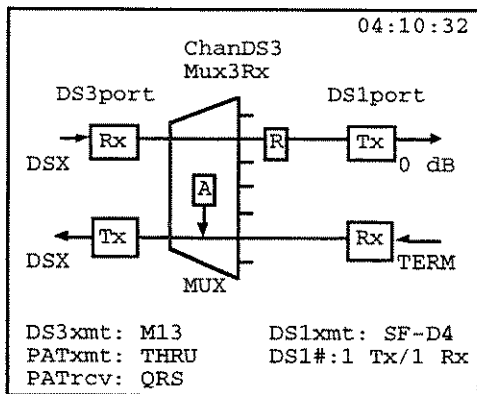 04:10:32
ChanDS3
Mux3Rx
DS3port DS1port
Rx R Tx
DSX 0 dB
A
Tx Rx
DSX TERM
MUX
DS3xmt: M13 DS1xmt: SF-D4
PATxmt: THRU DS1#:1 Tx/1 Rx
PATrcv: QRS